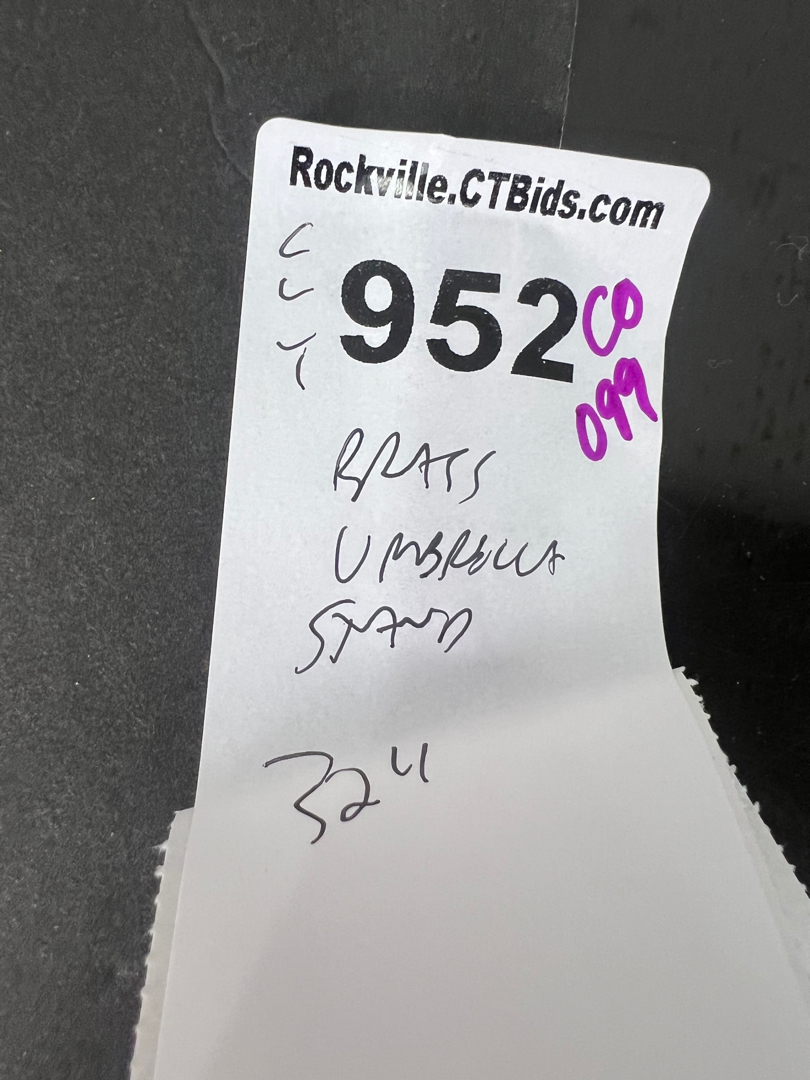 Rockville.CTBids.com
C
C
Y
952
CO
099
BRASS
UMBRELLA
STAND
32"